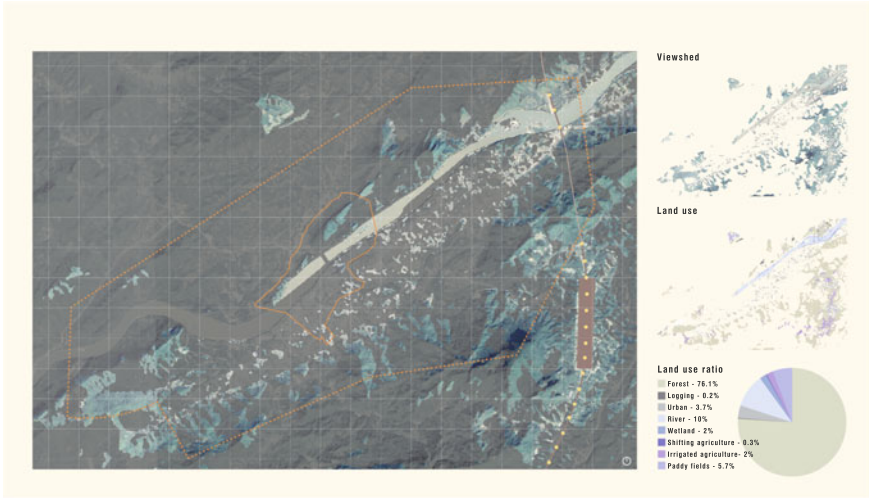 Viewshed
Land use
Land use ratio
Forest - 76.1%
Logging - 0.2%
Urban - 3.7%
River - 10%
Wetland - 2%
Shifting agriculture - 0.3%
Irrigated agriculture- 2%
Paddy fields - 5.7%